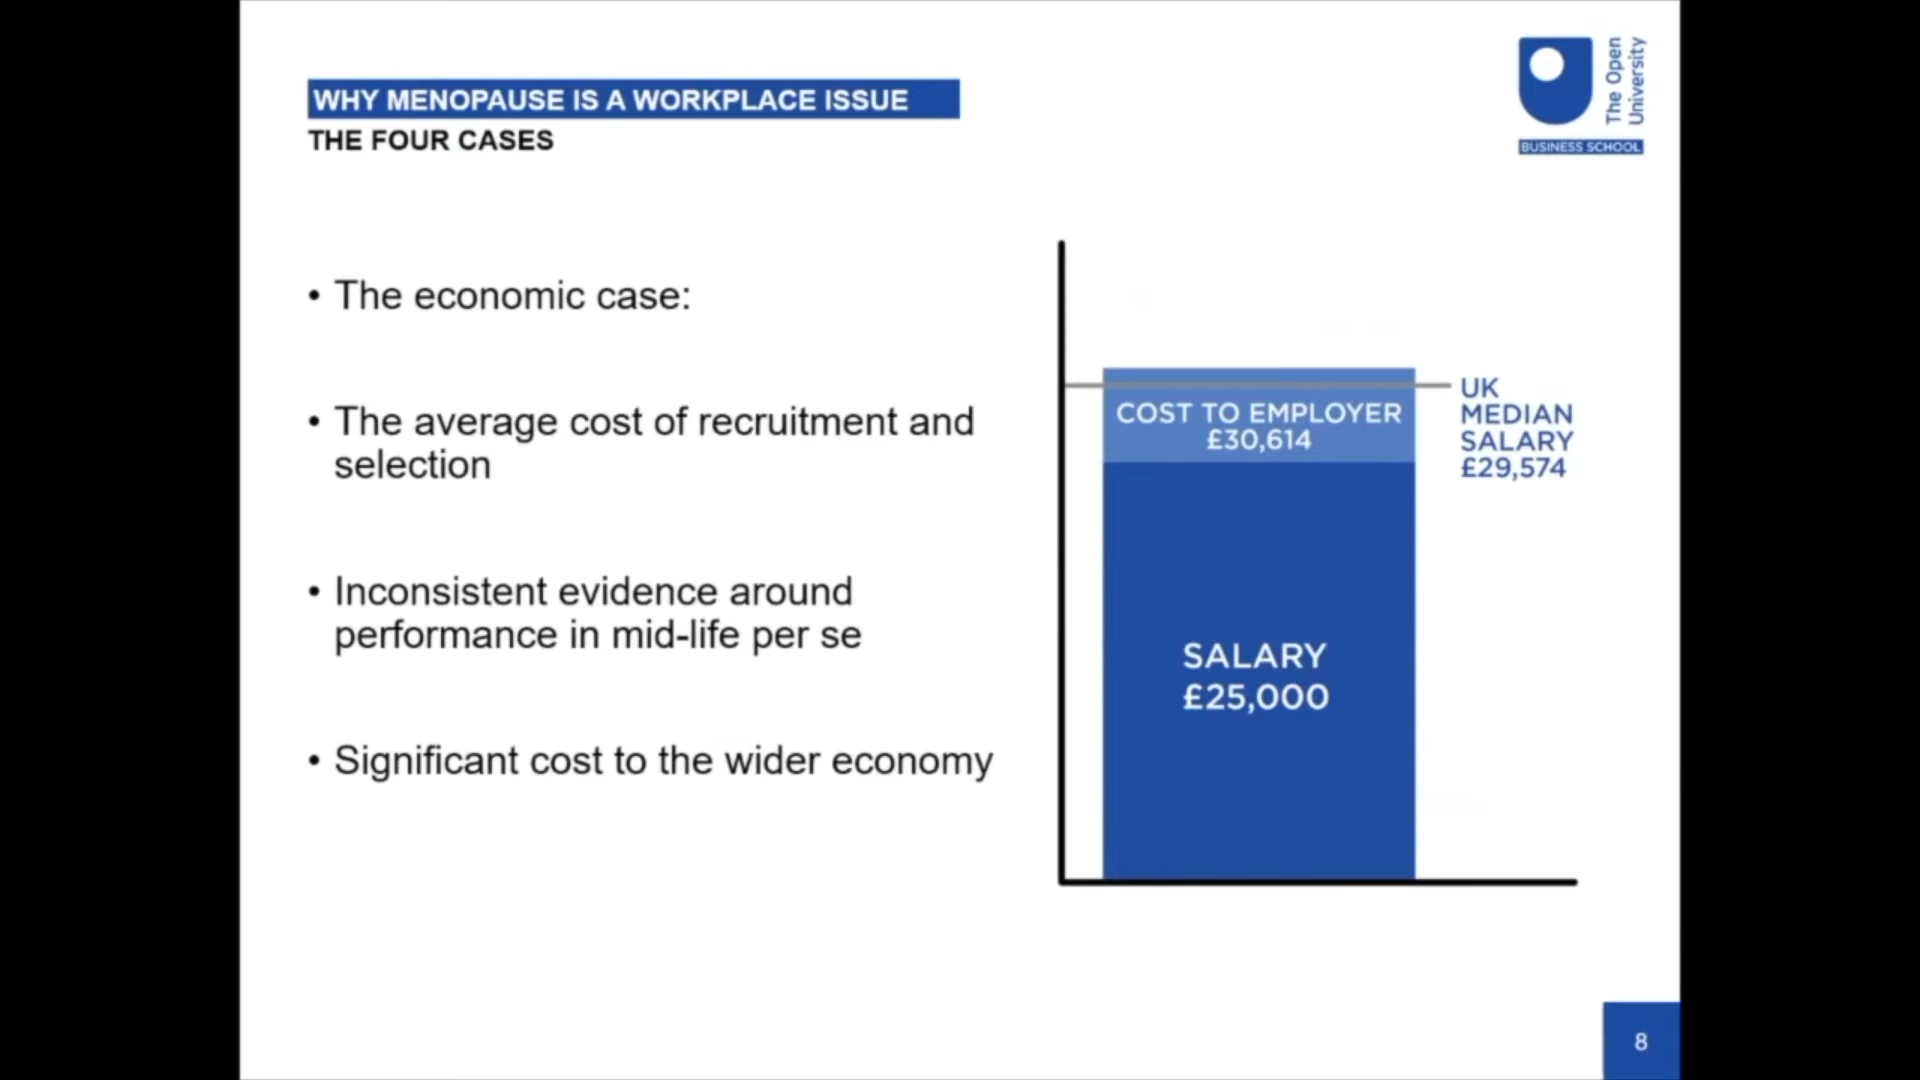 WHY MENOPAUSE IS A WORKPLACE ISSUE
THE FOUR CASES
The Open
University
BUSINESS SCHOOL
• The economic case:
• The average cost of recruitment and
selection
• Inconsistent evidence around
performance in mid-life per se
• Significant cost to the wider economy
COST TO EMPLOYER
£30,614
SALARY
£25,000
UK
MEDIAN
SALARY
£29,574
8